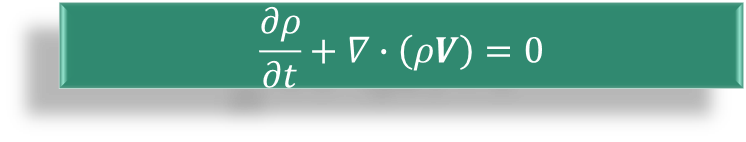 ∂ρ/∂t + ∇ · (ρV) = 0